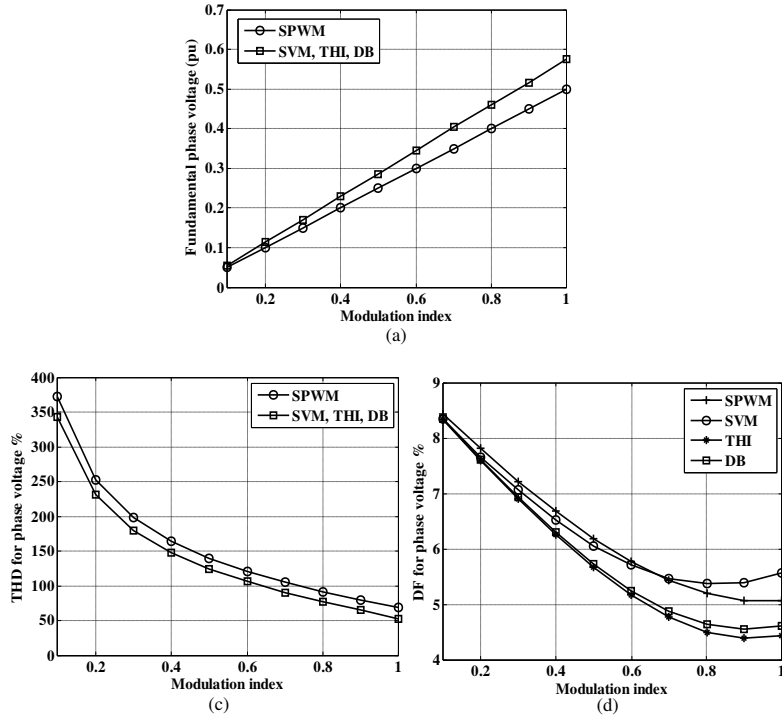 0.7
0.6
0.5
0.4
0.3
0.2
0.1
0
Fundamental phase voltage (pu)
SPWM
SVM, THI, DB
0.2
0.4
0.6
0.8
1
Modulation index
(a)
400
350
300
250
200
150
100
50
0
THD for phase voltage %
SPWM
SVM, THI, DB
0.2
0.4
0.6
0.8
1
Modulation index
(c)
9
8
7
6
5
4
DF for phase voltage %
SPWM
SVM
THI
DB
0.2
0.4
0.6
0.8
1
Modulation index
(d)